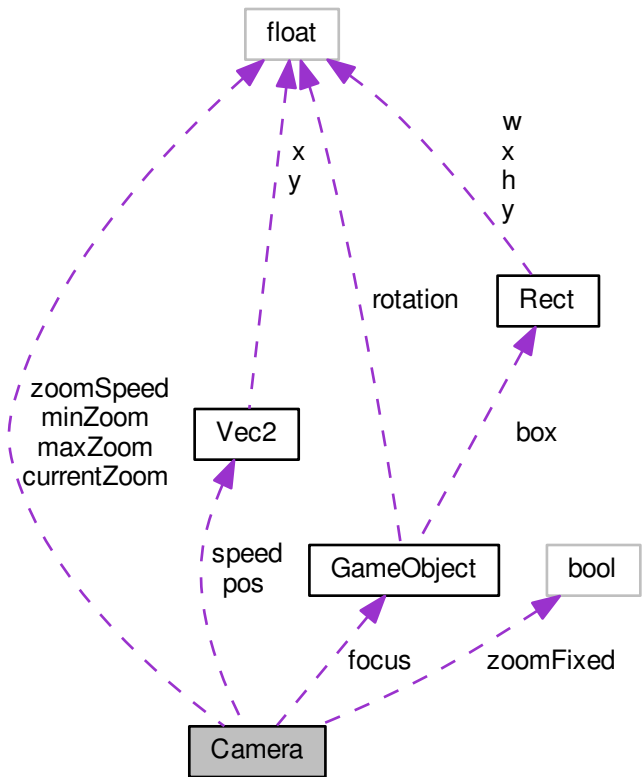 float
w
x
h
y
x
y
rotation
Rect
zoomSpeed
minZoom
maxZoom
currentZoom
Vec2
box
speed
pos
GameObject
bool
focus
zoomFixed
Camera